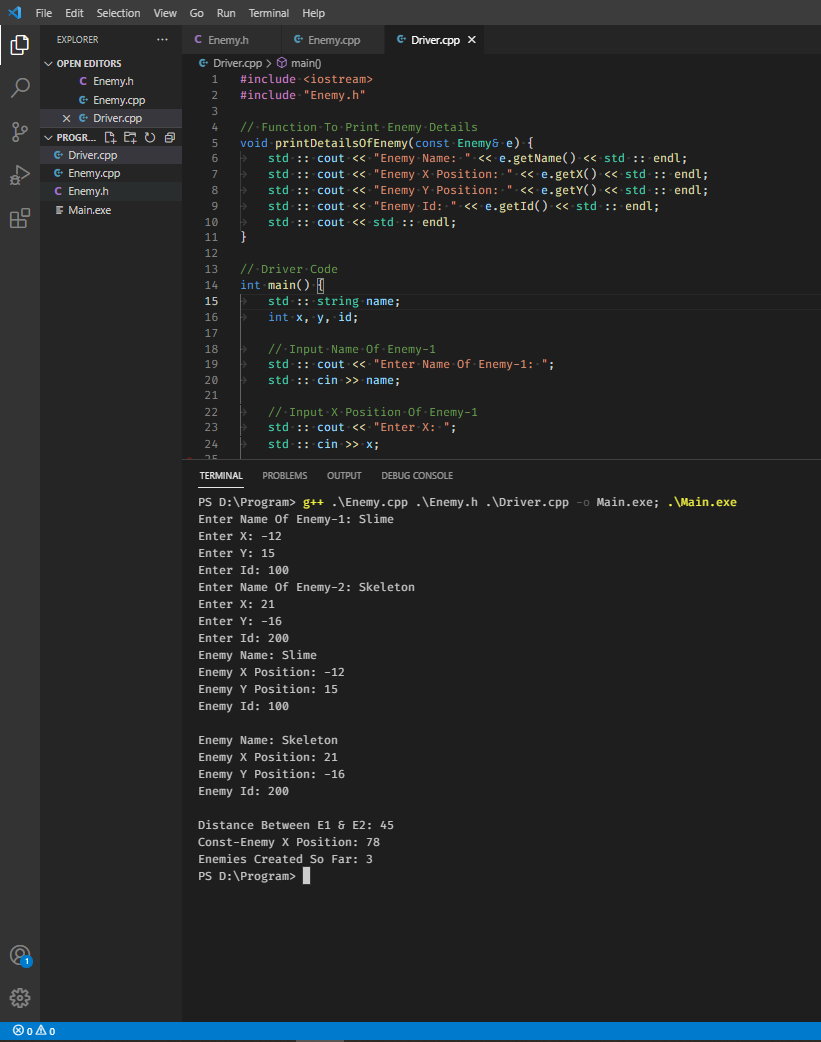 File Edit Selection View Go Run Terminal Help
EXPLORER
OPEN EDITORS
Enemy.h
Enemy.cpp
Driver.cpp
PROGR...
Driver.cpp
Enemy.cpp
Enemy.h
Main.exe
Enemy.h Enemy.cpp Driver.cpp
Driver.cpp > main()
1 #include <iostream>
2 #include "Enemy.h"
3
4 // Function To Print Enemy Details
5 void printDetailsOfEnemy(const Enemy& e) {
6 std :: cout << "Enemy Name: " << e.getName() << std :: endl;
7 std :: cout << "Enemy X Position: " << e.getX() << std :: endl;
8 std :: cout << "Enemy Y Position: " << e.getY() << std :: endl;
9 std :: cout << "Enemy Id: " << e.getId() << std :: endl;
10 std :: cout << std :: endl;
11 }
12
13 // Driver Code
14 int main() {
15 std :: string name;
16 int x, y, id;
17
18 // Input Name Of Enemy-1
19 std :: cout << "Enter Name Of Enemy-1: ";
20 std :: cin >> name;
21
22 // Input X Position Of Enemy-1
23 std :: cout << "Enter X: ";
24 std :: cin >> x;
25
TERMINAL PROBLEMS OUTPUT DEBUG CONSOLE
PS D:\Program> g++ .\Enemy.cpp .\Enemy.h .\Driver.cpp -o Main.exe; .\Main.exe
Enter Name Of Enemy-1: Slime
Enter X: -12
Enter Y: 15
Enter Id: 100
Enter Name Of Enemy-2: Skeleton
Enter X: 21
Enter Y: -16
Enter Id: 200
Enemy Name: Slime
Enemy X Position: -12
Enemy Y Position: 15
Enemy Id: 100
Enemy Name: Skeleton
Enemy X Position: 21
Enemy Y Position: -16
Enemy Id: 200
Distance Between E1 & E2: 45
Const-Enemy X Position: 78
Enemies Created So Far: 3
PS D:\Program>
1
0 0